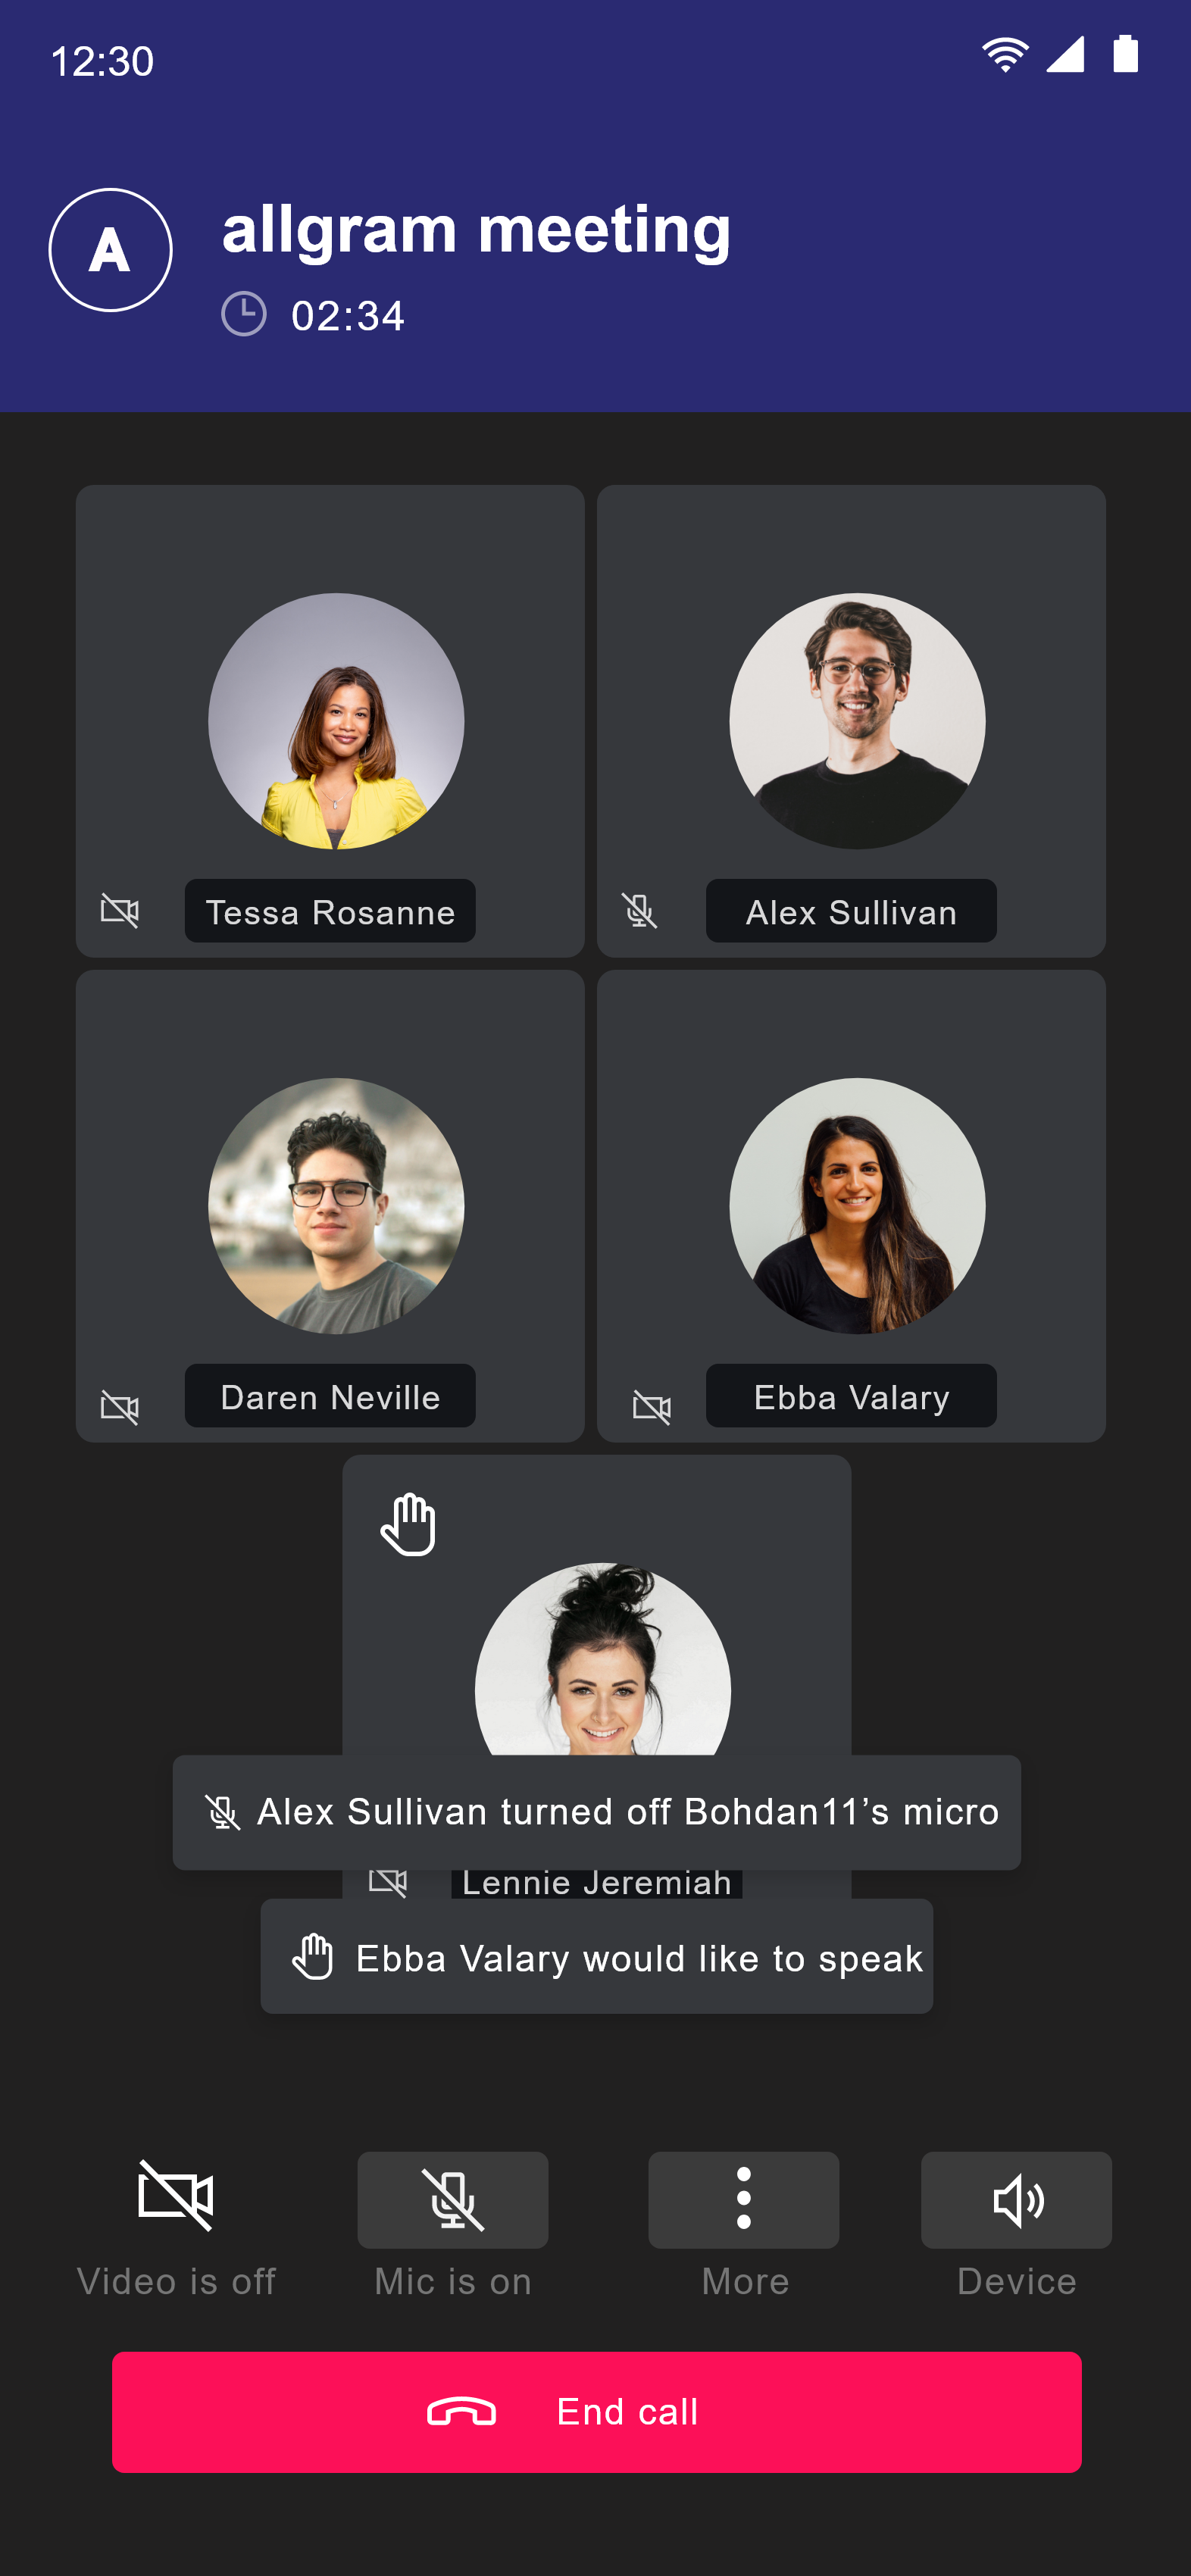 12:30
A
allgram meeting
02:34
Tessa Rosanne
Alex Sullivan
Daren Neville
Ebba Valary
Alex Sullivan turned off Bohdan11’s micro
Lennie Jeremiah
Ebba Valary would like to speak
Video is off
Mic is on
More
Device
End call